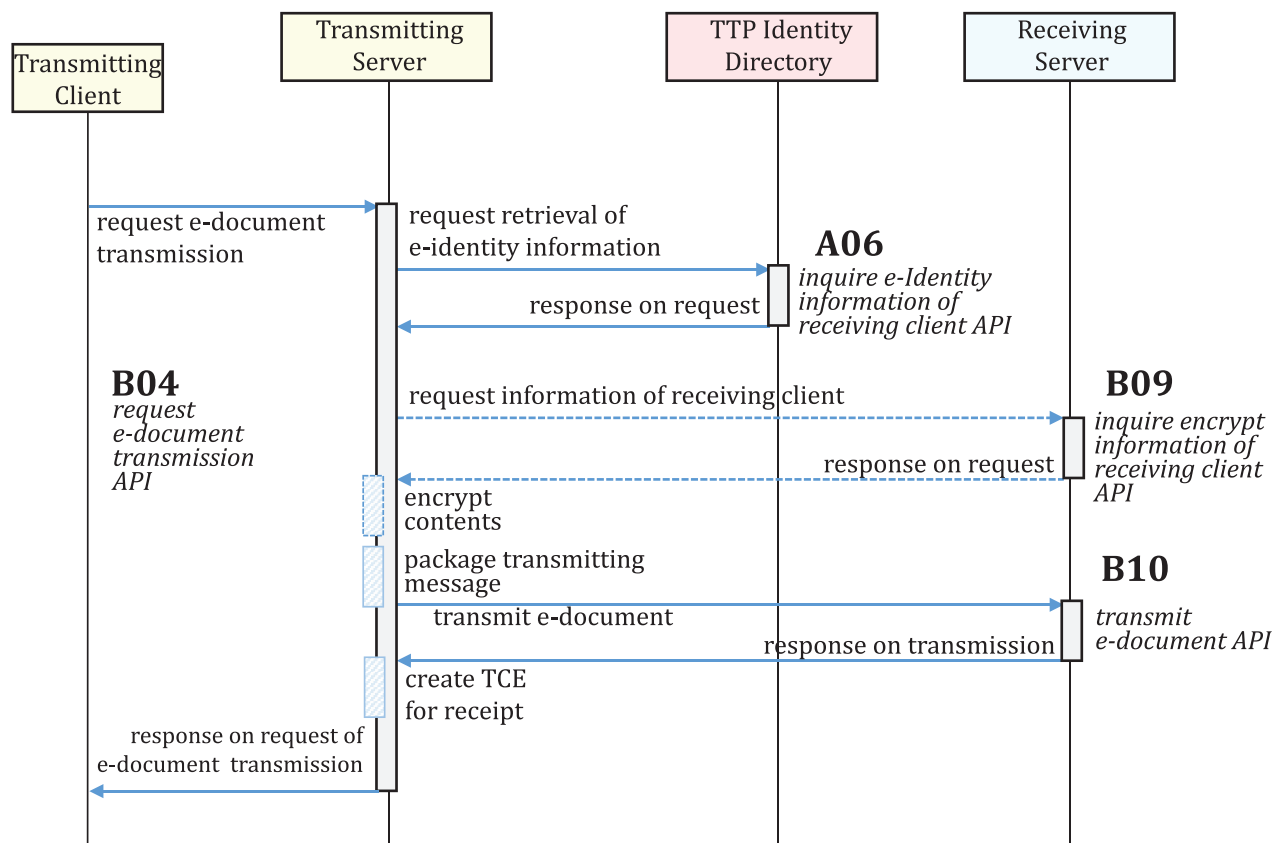 Transmitting
Client
Transmitting
Server
TTP Identity
Directory
Receiving
Server
request e-document
transmission
request retrieval of
e-identity information
A06
inquire e-Identity
information of
receiving client API
response on request
B04
request
e-document
transmission
API
request information of receiving client
B09
inquire encrypt
information of
receiving client
API
response on request
encrypt
contents
package transmitting
message
B10
transmit
e-document API
transmit e-document
response on transmission
create TCE
for receipt
response on request of
e-document transmission